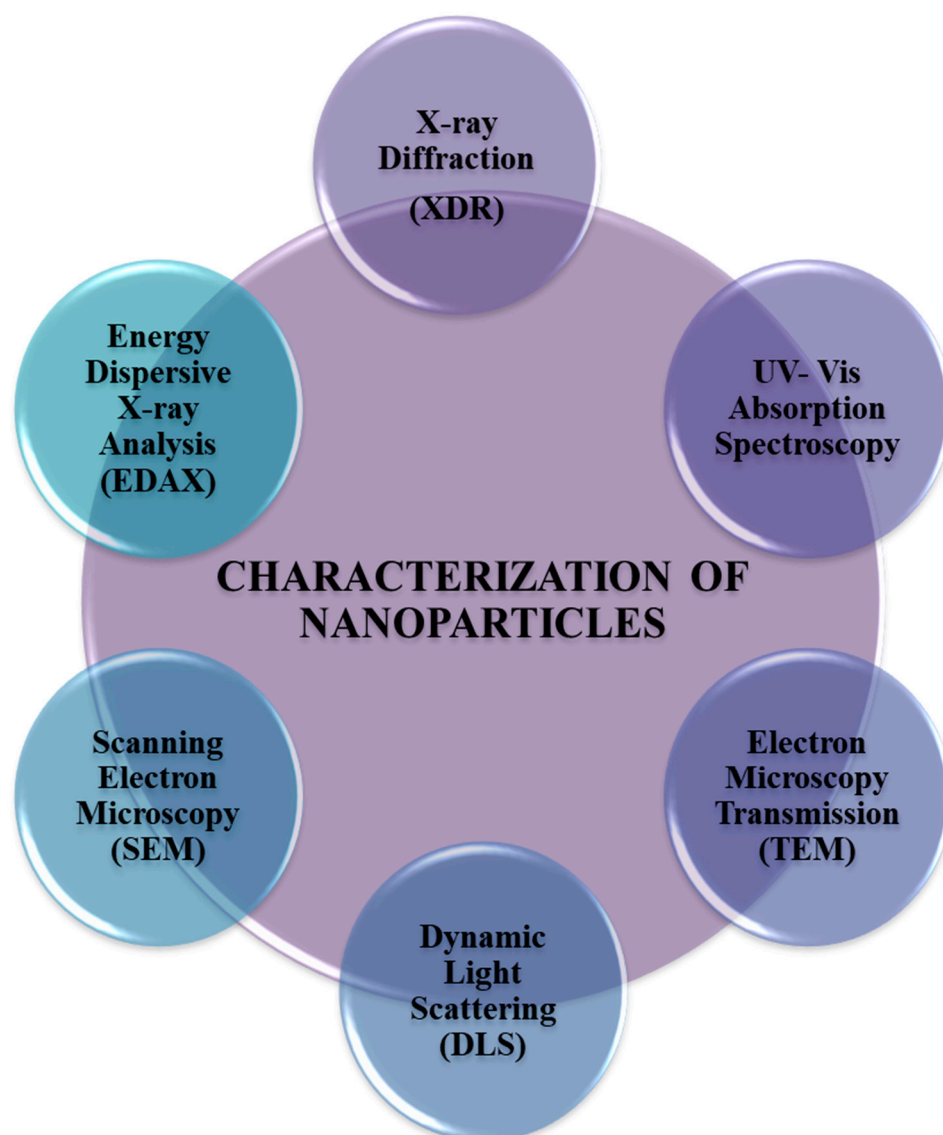 X-ray
Diffraction
(XDR)
UV- Vis
Absorption
Spectroscopy
Electron
Microscopy
Transmission
(TEM)
Dynamic
Light
Scattering
(DLS)
Scanning
Electron
Microscopy
(SEM)
Energy
Dispersive
X-ray
Analysis
(EDAX)
CHARACTERIZATION OF
NANOPARTICLES